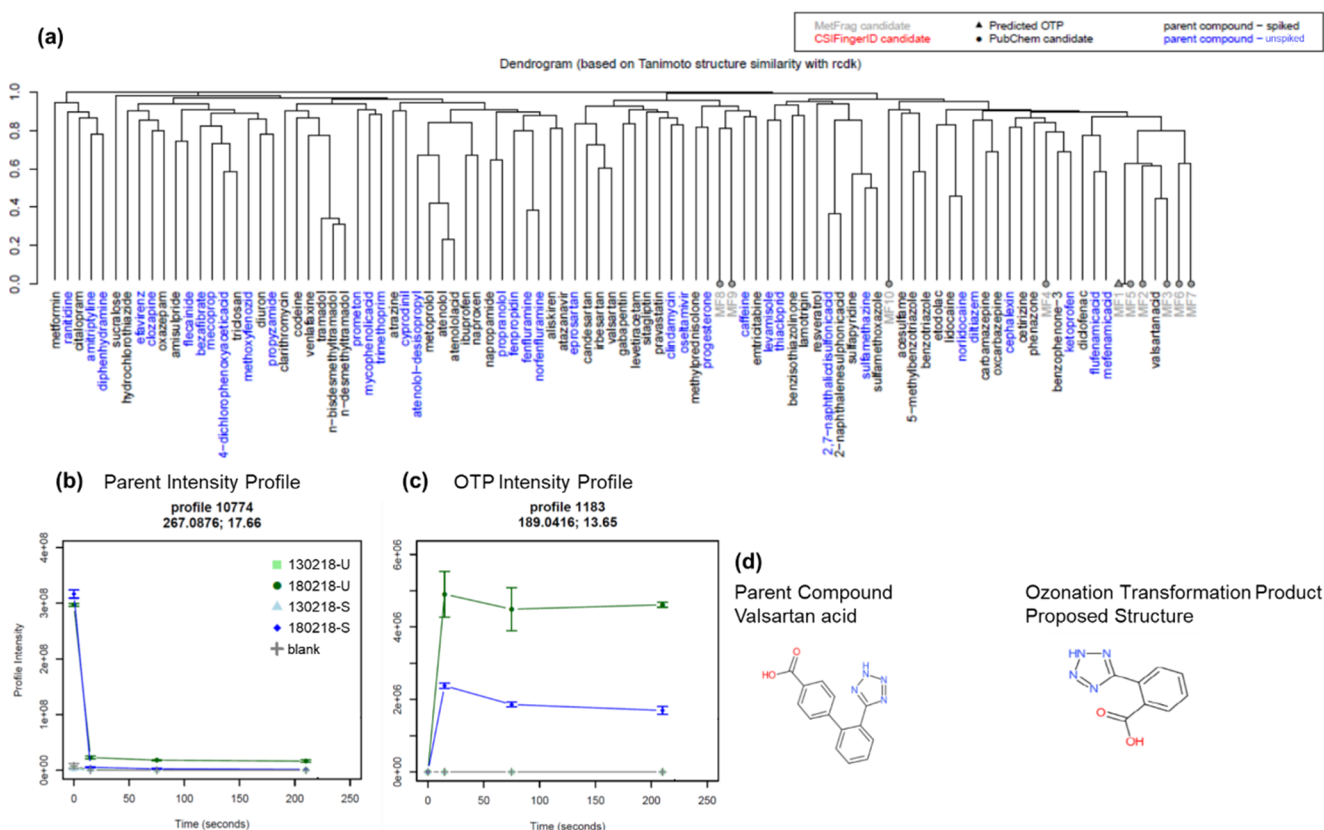 (a)
MetFrag candidate
CSIFingerID candidate
Predicted OTP
PubChem candidate
parent compound – spiked
parent compound – unspiked
Dendrogram (based on Tanimoto structure similarity with rcdk)
1.0
0.8
0.6
0.4
0.2
0.0
metformin
ranitidine
citalopram
amitriptyline
diphenhydramine
sucralose
hydrochlorothiazide
efavirenz
clozapine
oxazepam
amisulpride
flecainide
bezafibrate
mecoprop
4−dichlorophenoxyaceticacid
triclosan
methoxyfenozid
diuron
propyzamide
clarithromycin
codeine
venlafaxine
tramadol
n−bisdesmethyltramadol
n−desmethyltramadol
prometon
mycophenolicacid
trimethoprim
atrazine
cyazinil
atenolol−desisopropyl
metoprolol
atenolol
atenololacid
ibuprofen
naproxen
napropamide
propranolol
fenpropidin
fenfluramine
norfenfluramine
aliskiren
atazanavir
eprosartan
candesartan
irbesartan
gabapentin
levetiracetam
sitagliptin
pravastatin
clindamycin
oseltamivir
methylprednisolone
progesterone
MF8
MF9
caffeine
emtricitine
levamisole
thiacloprid
benzisothiazolinone
lamotrigin
resveratrol
2,7−naphthalicdisulfonicacid
2−naphthalenesulphonicacid
sulfapyridine
sulfamethazine
sulfamethoxazole
MF10
acesulfame
5−methylbenzotriazole
benzotriazole
etodolac
lidocaine
norlidocaine
diltiazem
carbamazepine
oxcarbazepine
cephalexin
cetirizine
phenazone
MF4
benzophenone−3
ketoprofen
diclofenac
flufenamicacid
mefenamicacid
MF1
MF5
MF2
valsartanacid
MF3
MF6
MF7
(b) Parent Intensity Profile
profile 10774
267.0876; 17.66
Profile Intensity
4e+08
3e+08
2e+08
1e+08
0e+00
130218-U
180218-U
130218-S
180218-S
blank
0 50 100 150 200 250
Time (seconds)
(c) OTP Intensity Profile
profile 1183
189.0416; 13.65
6e+06
4e+06
2e+06
0e+00
0 50 100 150 200 250
Time (seconds)
(d)
Parent Compound
Valsartan acid
HO
O
H
N
N
N
N
Ozonation Transformation Product
Proposed Structure
HN
N
N
N
O
OH